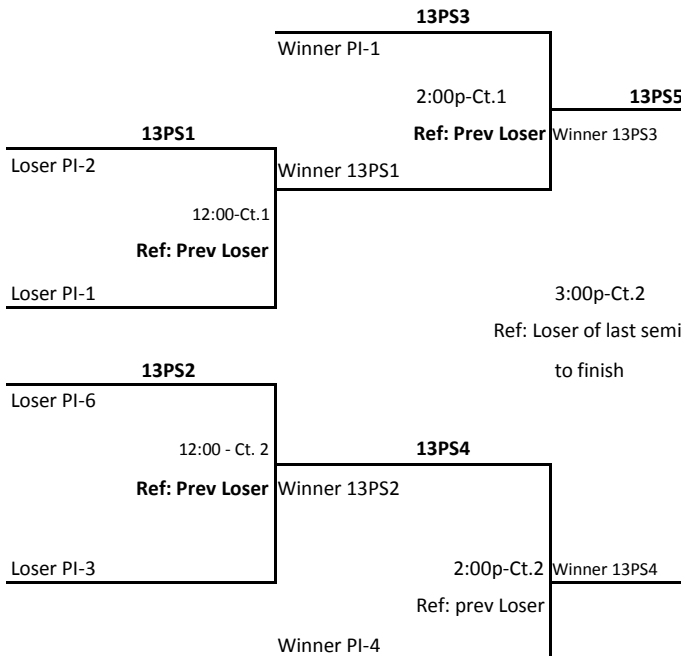 13PS3
Winner PI-1
2:00p-Ct.1
13PS5
13PS1
Ref: Prev Loser
Winner 13PS3
Loser PI-2
Winner 13PS1
12:00-Ct.1
Ref: Prev Loser
Loser PI-1
3:00p-Ct.2
Ref: Loser of last semi
13PS2
to finish
Loser PI-6
12:00 - Ct. 2
13PS4
Ref: Prev Loser
Winner 13PS2
Loser PI-3
2:00p-Ct.2
Winner 13PS4
Ref: prev Loser
Winner PI-4